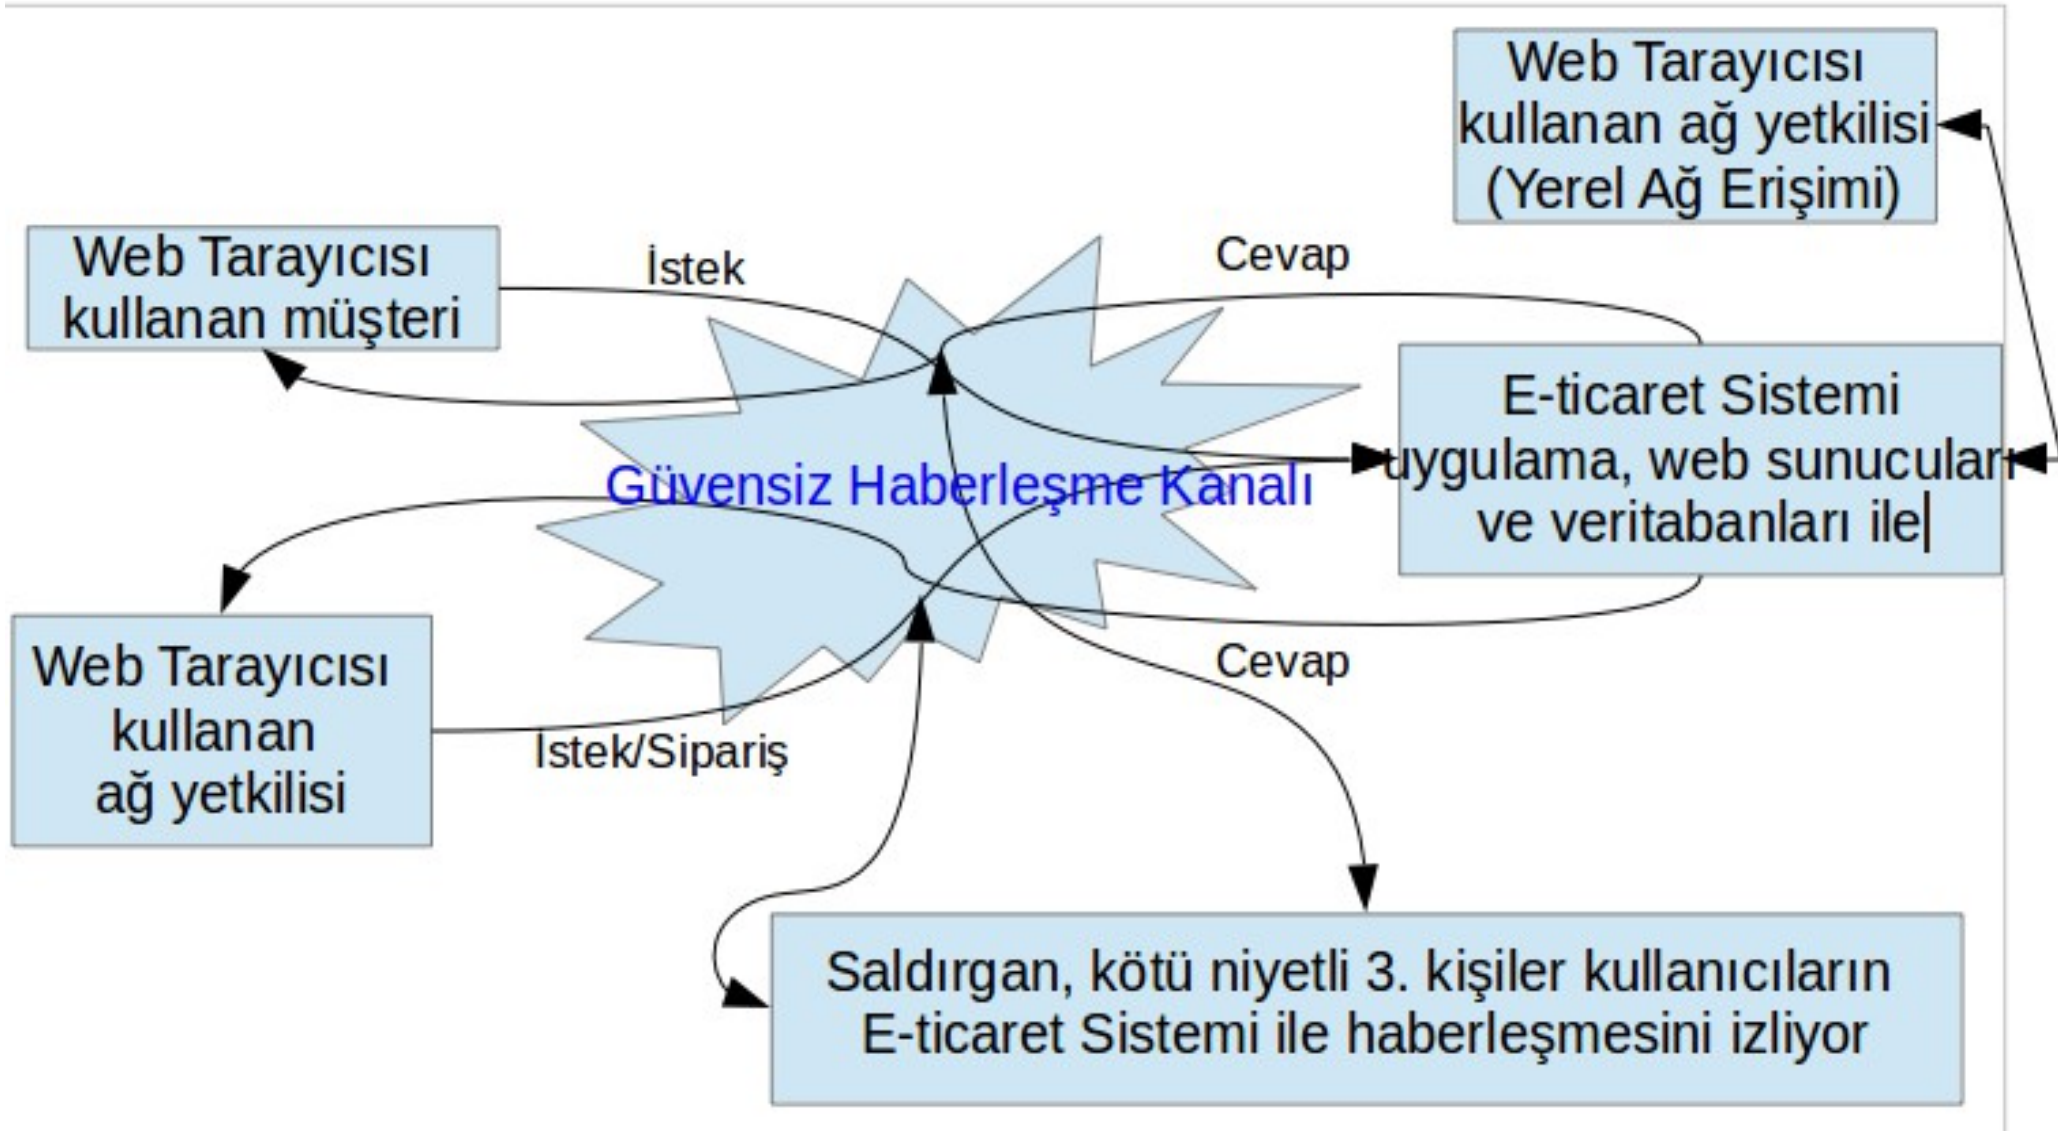 Web Tarayıcısı
kullanan ağ yetkilisi
(Yerel Ağ Erişimi)
Web Tarayıcısı
kullanan müşteri
İstek
Cevap
E-ticaret Sistemi
uygulama, web sunucuları
ve veritabanları ile
Güvensiz Haberleşme Kanalı
Web Tarayıcısı
kullanan
ağ yetkilisi
İstek/Sipariş
Cevap
Saldırgan, kötü niyetli 3. kişiler kullanıcıların
E-ticaret Sistemi ile haberleşmesini izliyor